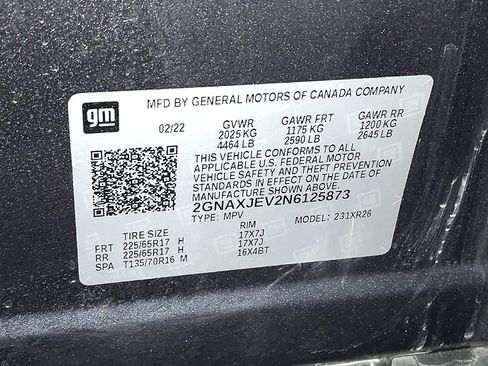 gm
MFD BY GENERAL MOTORS OF CANADA COMPANY
02/22 GVWR GAWR FRT GAWR RR
2025 KG 1175 KG 1200 KG
4464 LB 2590 LB 2645 LB
THIS VEHICLE CONFORMS TO ALL
APPLICABLE U.S. FEDERAL MOTOR
VEHICLE SAFETY AND THEFT PREVENTION
STANDARDS IN EFFECT ON THE DATE OF
MANUFACTURE SHOWN ABOVE.
2GNAXJEV2N6125873
TYPE: MPV MODEL: 231XR26
TIRE SIZE RIM
FRT 225/65R17 H 17X7J
RR 225/65R17 H 17X7J
SPA T135/70R16 M 16X4BT